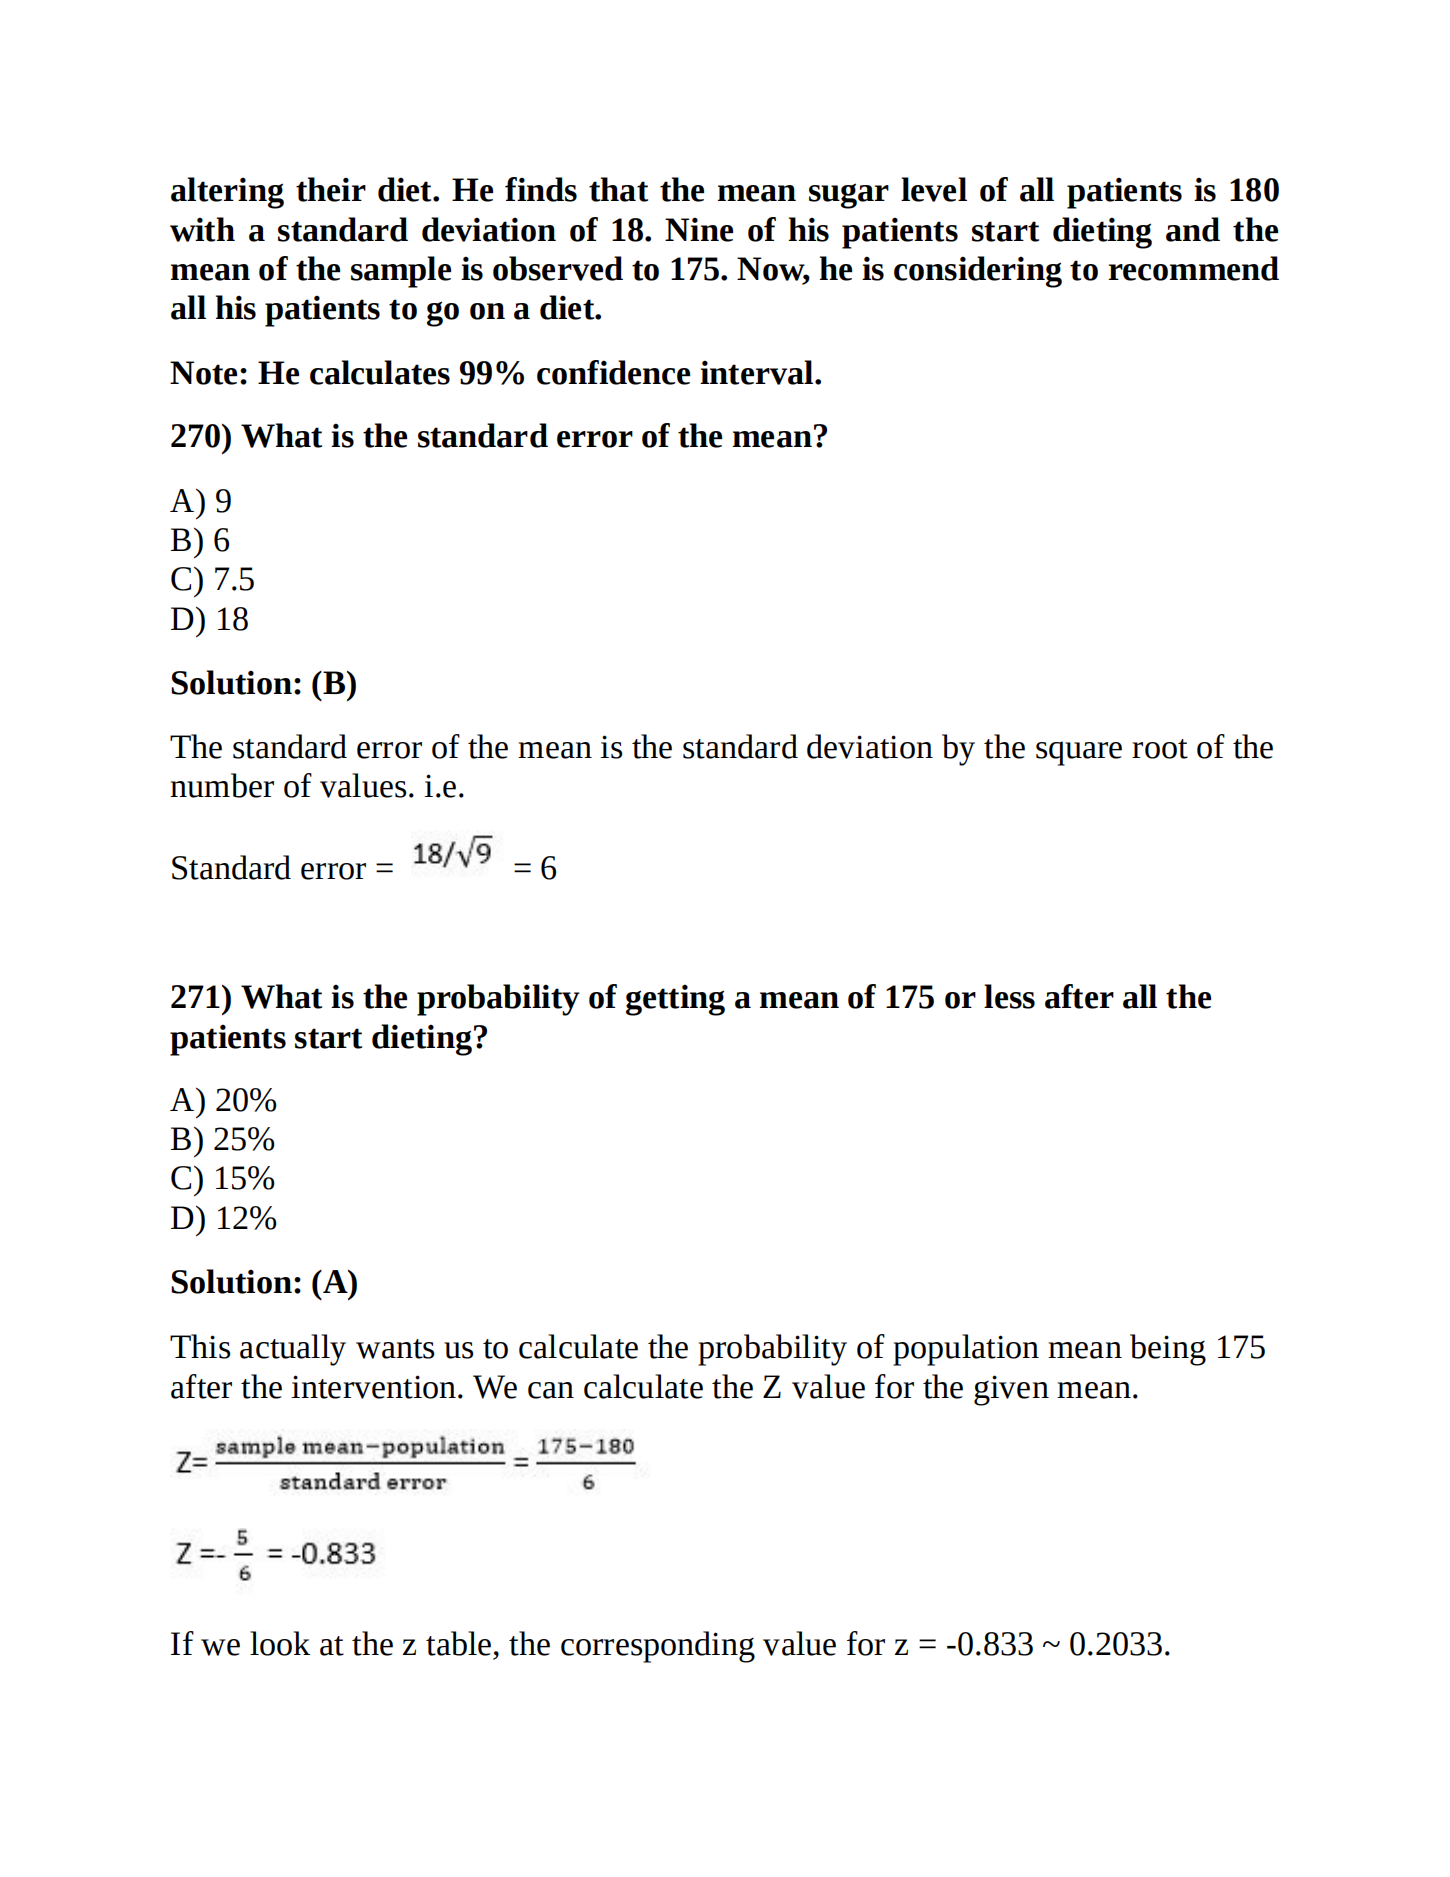 altering their diet. He finds that the mean sugar level of all patients is 180
with a standard deviation of 18. Nine of his patients start dieting and the
mean of the sample is observed to 175. Now, he is considering to recommend
all his patients to go on a diet.
Note: He calculates 99% confidence interval.
270) What is the standard error of the mean?
A) 9
B) 6
C) 7.5
D) 18
Solution: (B)
The standard error of the mean is the standard deviation by the square root of the
number of values. i.e.
Standard error = 18/√9 = 6
271) What is the probability of getting a mean of 175 or less after all the
patients start dieting?
A) 20%
B) 25%
C) 15%
D) 12%
Solution: (A)
This actually wants us to calculate the probability of population mean being 175
after the intervention. We can calculate the Z value for the given mean.
Z= sample mean−population / standard error = 175−180 / 6
Z =- 5/6 = -0.833
If we look at the z table, the corresponding value for z = -0.833 ~ 0.2033.